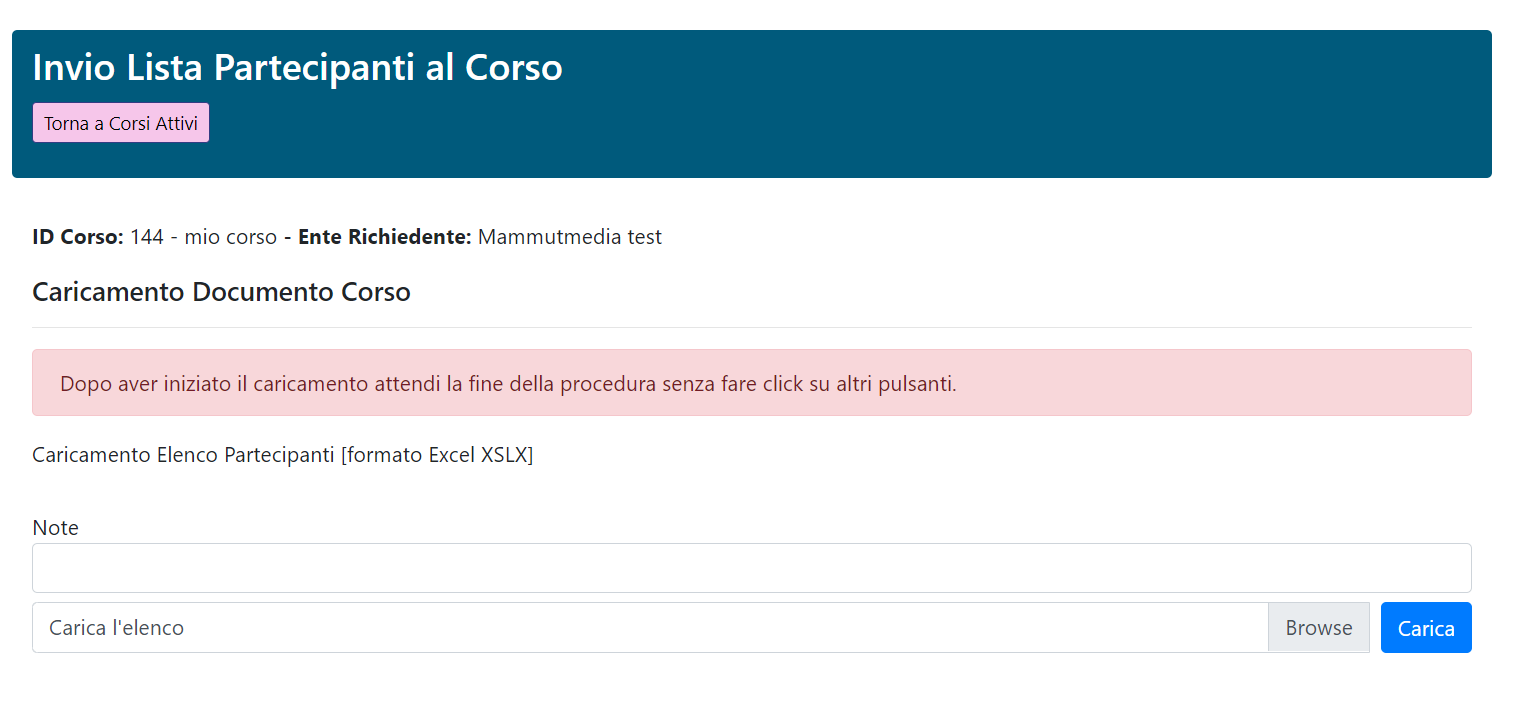 Invio Lista Partecipanti al Corso
Torna a Corsi Attivi
ID Corso: 144 - mio corso - Ente Richiedente: Mammutmedia test
Caricamento Documento Corso
Dopo aver iniziato il caricamento attendi la fine della procedura senza fare click su altri pulsanti.
Caricamento Elenco Partecipanti [formato Excel XSLX]
Note
Carica l'elenco Browse Carica